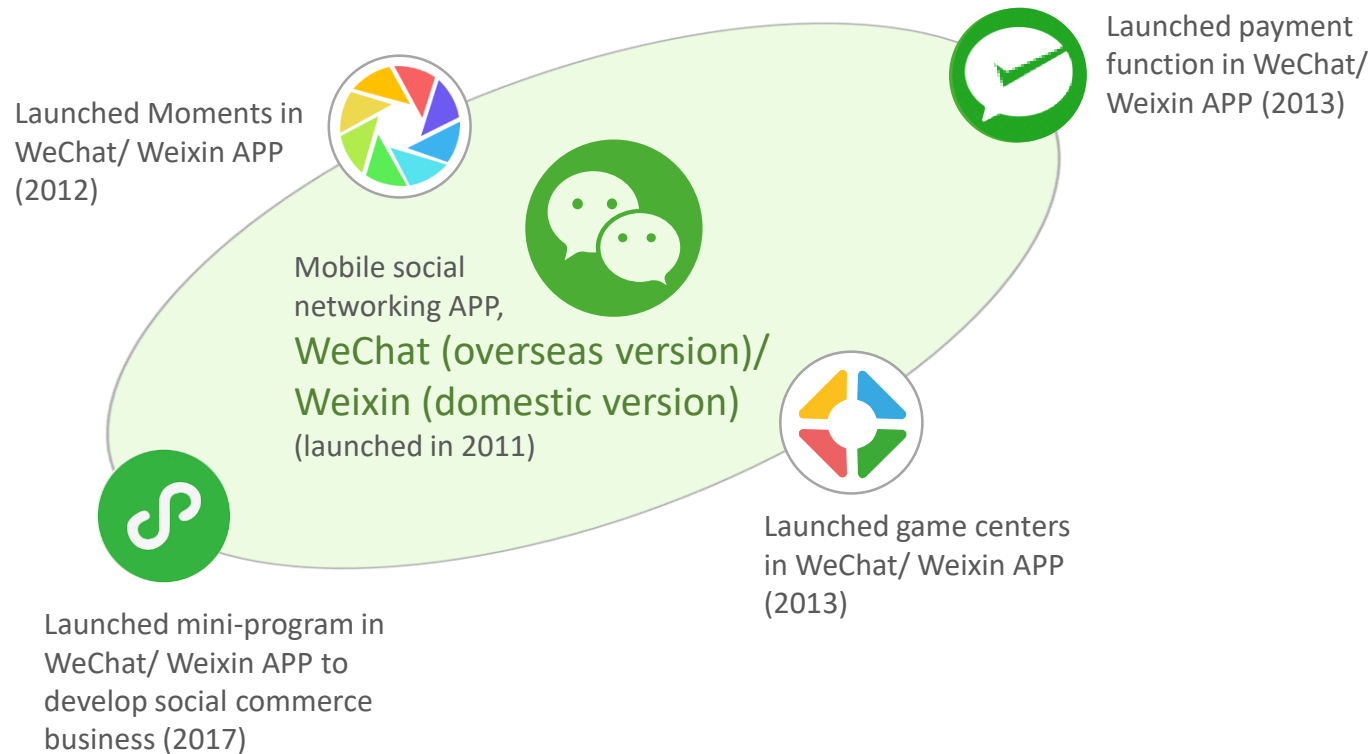 Launched Moments in
WeChat/ Weixin APP
(2012)
Launched payment
function in WeChat/
Weixin APP (2013)
Mobile social
networking APP,
WeChat (overseas version)/
Weixin (domestic version)
(launched in 2011)
Launched game centers
in WeChat/ Weixin APP
(2013)
Launched mini-program in
WeChat/ Weixin APP to
develop social commerce
business (2017)